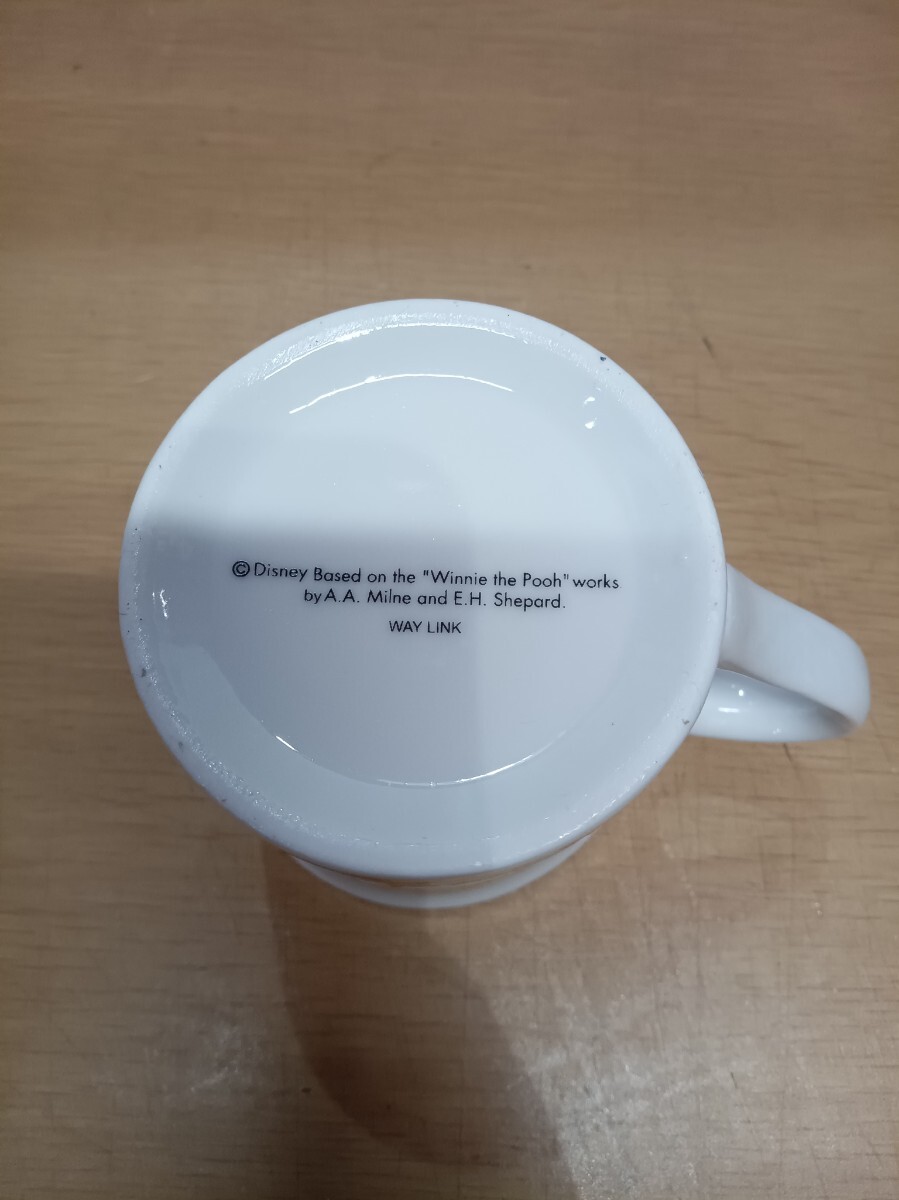 ©Disney Based on the "Winnie the Pooh" works
by A.A. Milne and E.H. Shepard.
WAY LINK